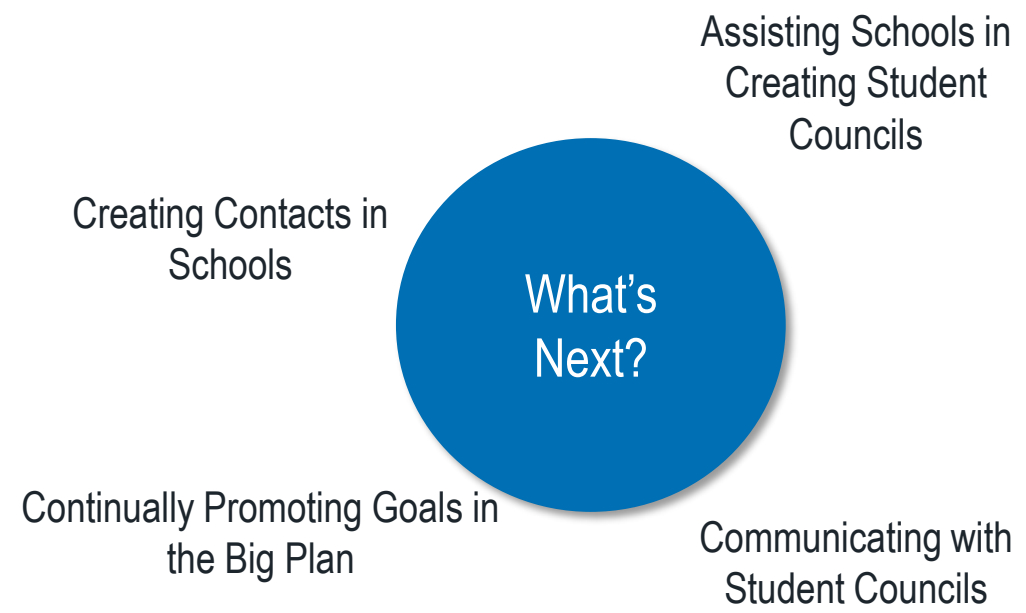 Assisting Schools in
Creating Student
Councils
Creating Contacts in
Schools
What’s
Next?
Continually Promoting Goals in
the Big Plan
Communicating with
Student Councils